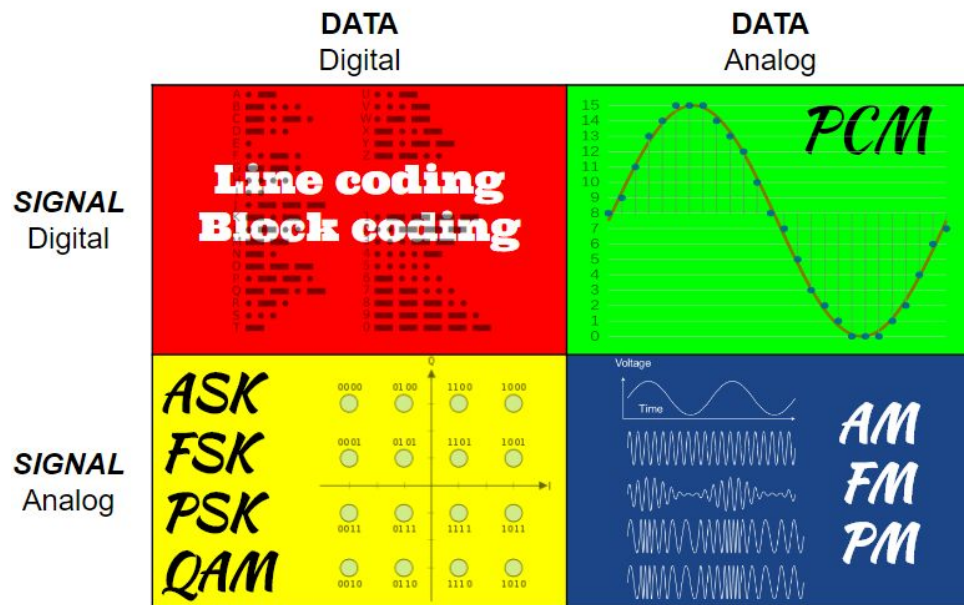 DATA
Digital
DATA
Analog
SIGNAL
Digital
A
B
C
D
E
F
Q
R
S
T
U
V
W
X
Y
Z
Line coding
Block coding
15
14
13
12
11
10
9
8
7
6
5
4
3
2
1
0
PCM
SIGNAL
Analog
ASK
FSK
PSK
QAM
Q
I
0000 0100 1100 1000
0001 0101 1101 1001
0011 0111 1111 1011
0010 0110 1110 1010
Voltage
Time
AM
FM
PM